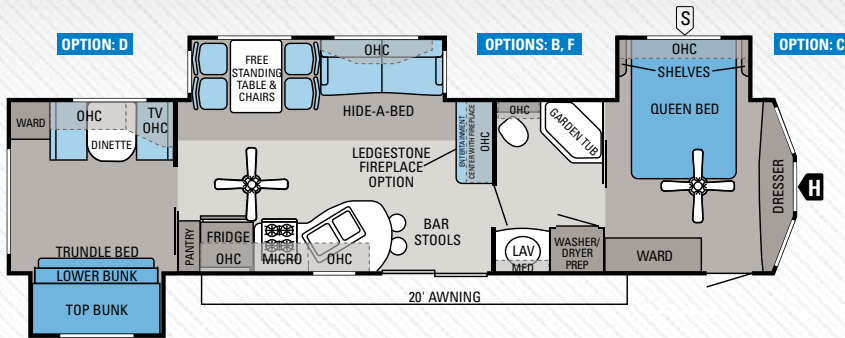 OPTION: D
OPTIONS: B, F
S
OPTION: C
FREE
STANDING
TABLE &
CHAIRS
OHC
HIDE-A-BED
OHC
SHELVES
QUEEN BED
WARD
OHC
TV
OHC
DINETTE
LEDGESTONE
FIREPLACE
OPTION
ENTERTAINMENT
CENTER WITH FIREPLACE
OHC
OHC
GARDEN TUB
DRESSER
H
TRUNDLE BED
LOWER BUNK
TOP BUNK
PANTRY
FRIDGE
OHC
MICRO
OHC
BAR
STOOLS
LAV
MED
WASHER/
DRYER
PREP
WARD
20' AWNING